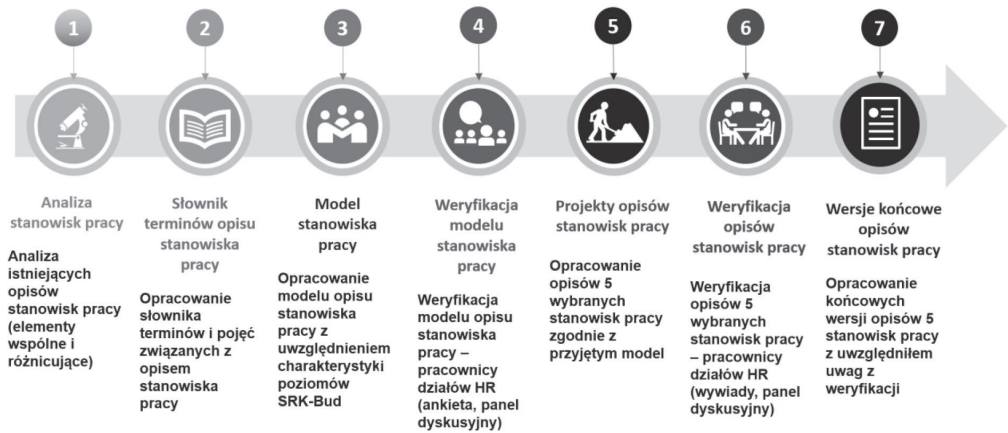 1
2
3
4
5
6
7
Analiza
stanowisk pracy
Analiza
istniejących
opisów
stanowisk pracy
(elementy
wspólne i
różnicujące)
Słownik
terminów opisu
stanowiska
pracy
Opracowanie
słownika
terminów i pojęć
związanych z
opisem
stanowiska
pracy
Model
stanowiska
pracy
Opracowanie
modelu opisu
stanowiska
pracy z
uwzględnieniem
charakterystyki
poziomów
SRK-Bud
Weryfikacja
modelu
stanowiska
pracy
Weryfikacja
modelu opisu
stanowiska
pracy –
pracownicy
działów HR
(ankieta, panel
dyskusyjny)
Projekty opisów
stanowisk pracy
Opracowanie
opisów 5
wybranych
stanowisk pracy
zgodnie z
przyjętym model
Weryfikacja
opisów
stanowisk pracy
Weryfikacja
opisów 5
wybranych
stanowisk pracy
– pracownicy
działów HR
(wywiady, panel
dyskusyjny)
Wersje końcowe
opisów
stanowisk pracy
Opracowanie
końcowych
wersji opisów 5
stanowisk pracy
z uwzględniłem
uwag z
weryfikacji